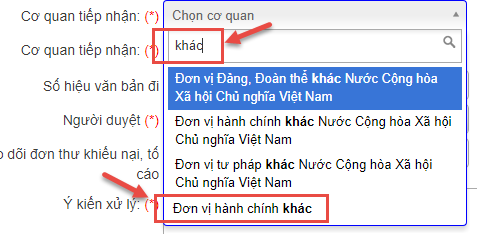 Cơ quan tiếp nhận: (*)
Chọn cơ quan
Cơ quan tiếp nhận: (*)
khác
Số hiệu văn bản đi
Đơn vị Đảng, Đoàn thể khác Nước Cộng hòa
Xã hội Chủ nghĩa Việt Nam
Người duyệt (*)
Đơn vị hành chính khác Nước Cộng hòa Xã hội
Chủ nghĩa Việt Nam
dõi đơn thư khiếu nại, tố
cáo
Đơn vị tư pháp khác Nước Cộng hòa Xã hội
Chủ nghĩa Việt Nam
Ý kiến xử lý: (*)
Đơn vị hành chính khác